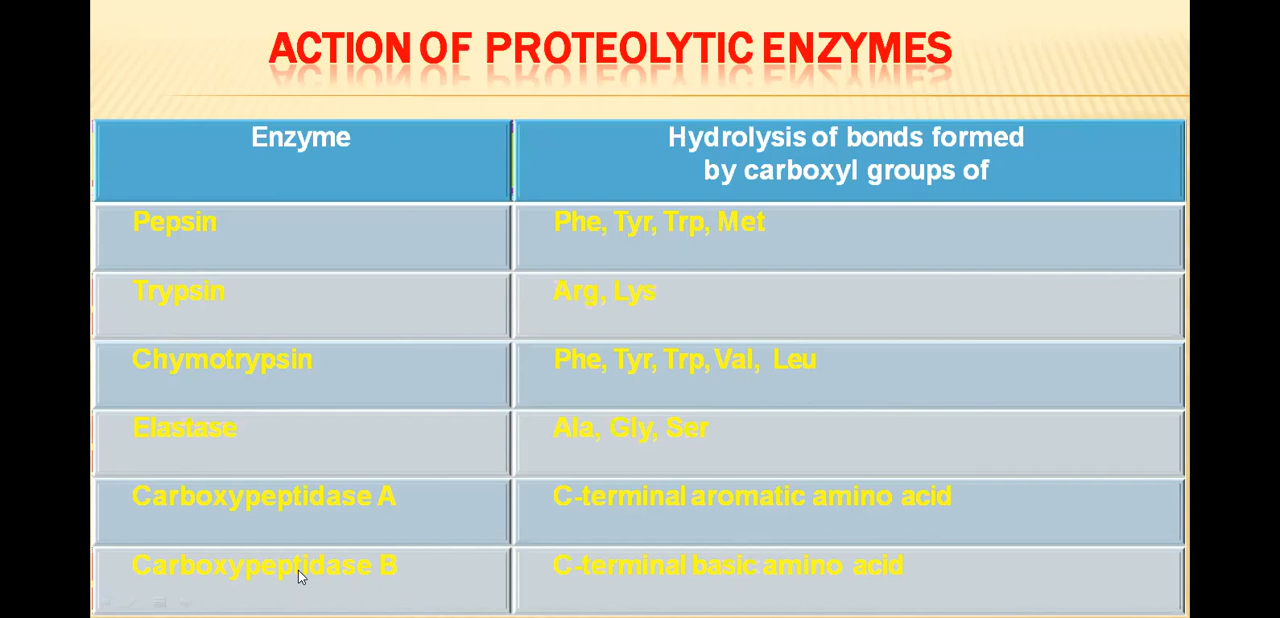 ACTION OF PROTEOLYTIC ENZYMES
Enzyme
Hydrolysis of bonds formed
by carboxyl groups of
Pepsin
Phe, Tyr, Trp, Met
Trypsin
Arg, Lys
Chymotrypsin
Phe, Tyr, Trp, Val, Leu
Elastase
Ala, Gly, Ser
Carboxypeptidase A
C-terminal aromatic amino acid
Carboxypeptidase B
C-terminal basic amino acid